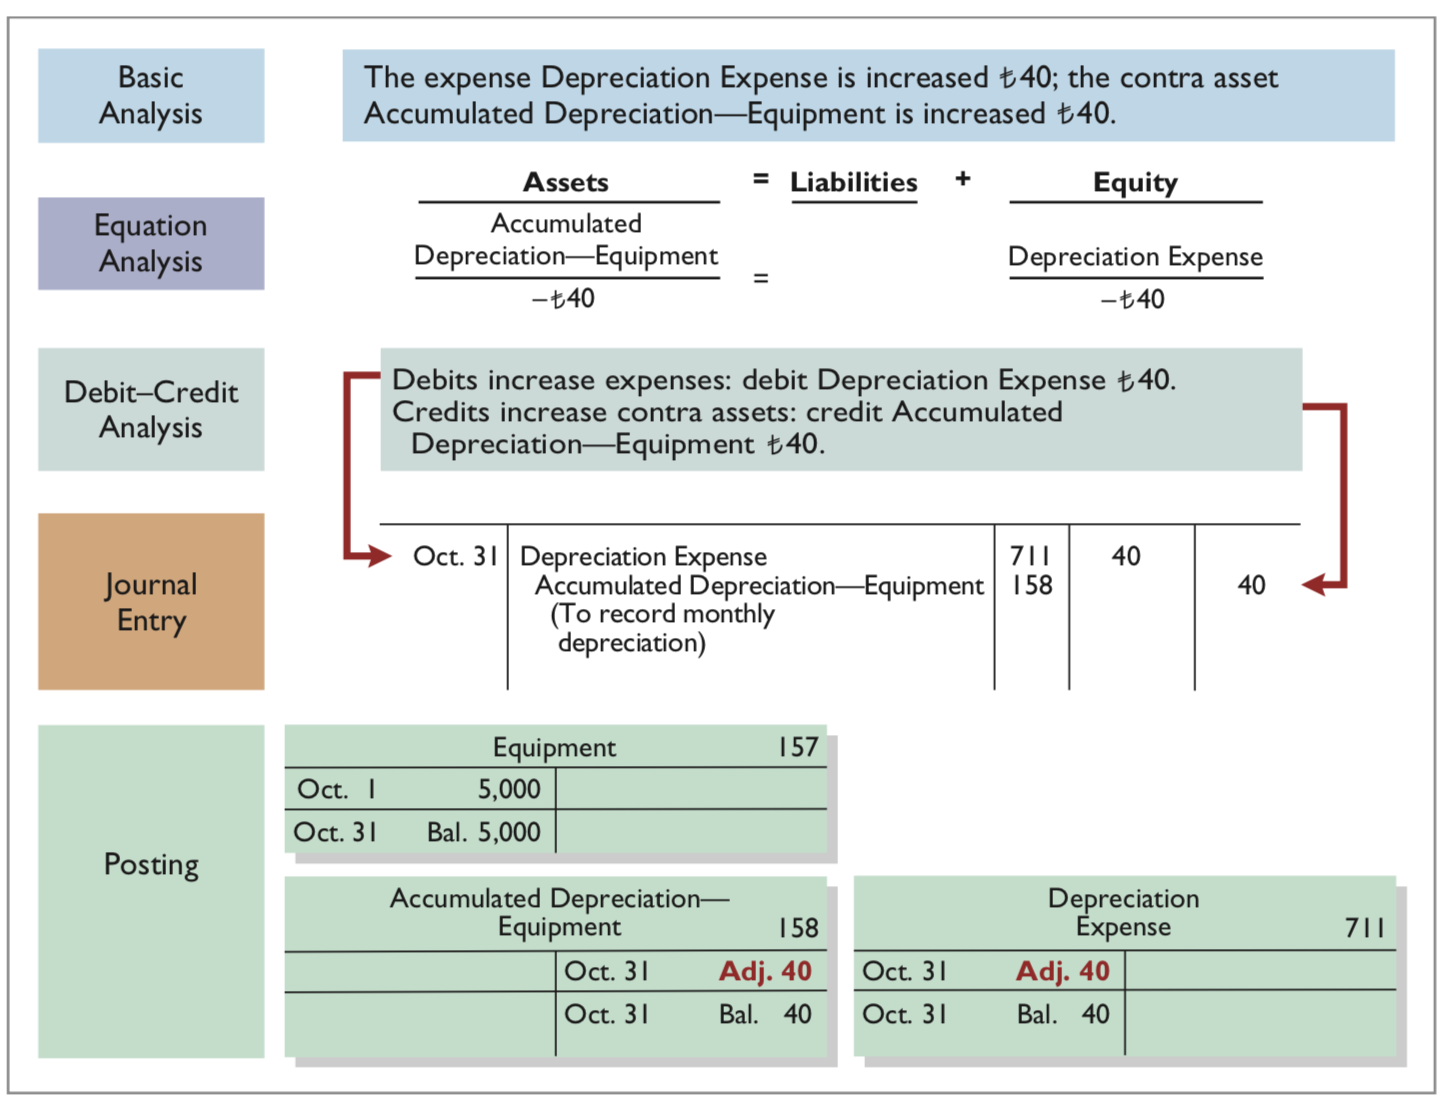 Basic
Analysis
The expense Depreciation Expense is increased ₺40; the contra asset
Accumulated Depreciation—Equipment is increased ₺40.
Equation
Analysis
Assets = Liabilities + Equity
Accumulated
Depreciation—Equipment = Depreciation Expense
–₺40 –₺40
Debit–Credit
Analysis
Debits increase expenses: debit Depreciation Expense ₺40.
Credits increase contra assets: credit Accumulated
Depreciation—Equipment ₺40.
Journal
Entry
Oct. 31 Depreciation Expense 711 40
Accumulated Depreciation—Equipment 158 40
(To record monthly
depreciation)
Posting
Equipment 157
Oct. 1 5,000
Oct. 31 Bal. 5,000
Accumulated Depreciation—
Equipment 158
Oct. 31 Adj. 40
Oct. 31 Bal. 40
Depreciation
Expense 711
Oct. 31 Adj. 40
Oct. 31 Bal. 40